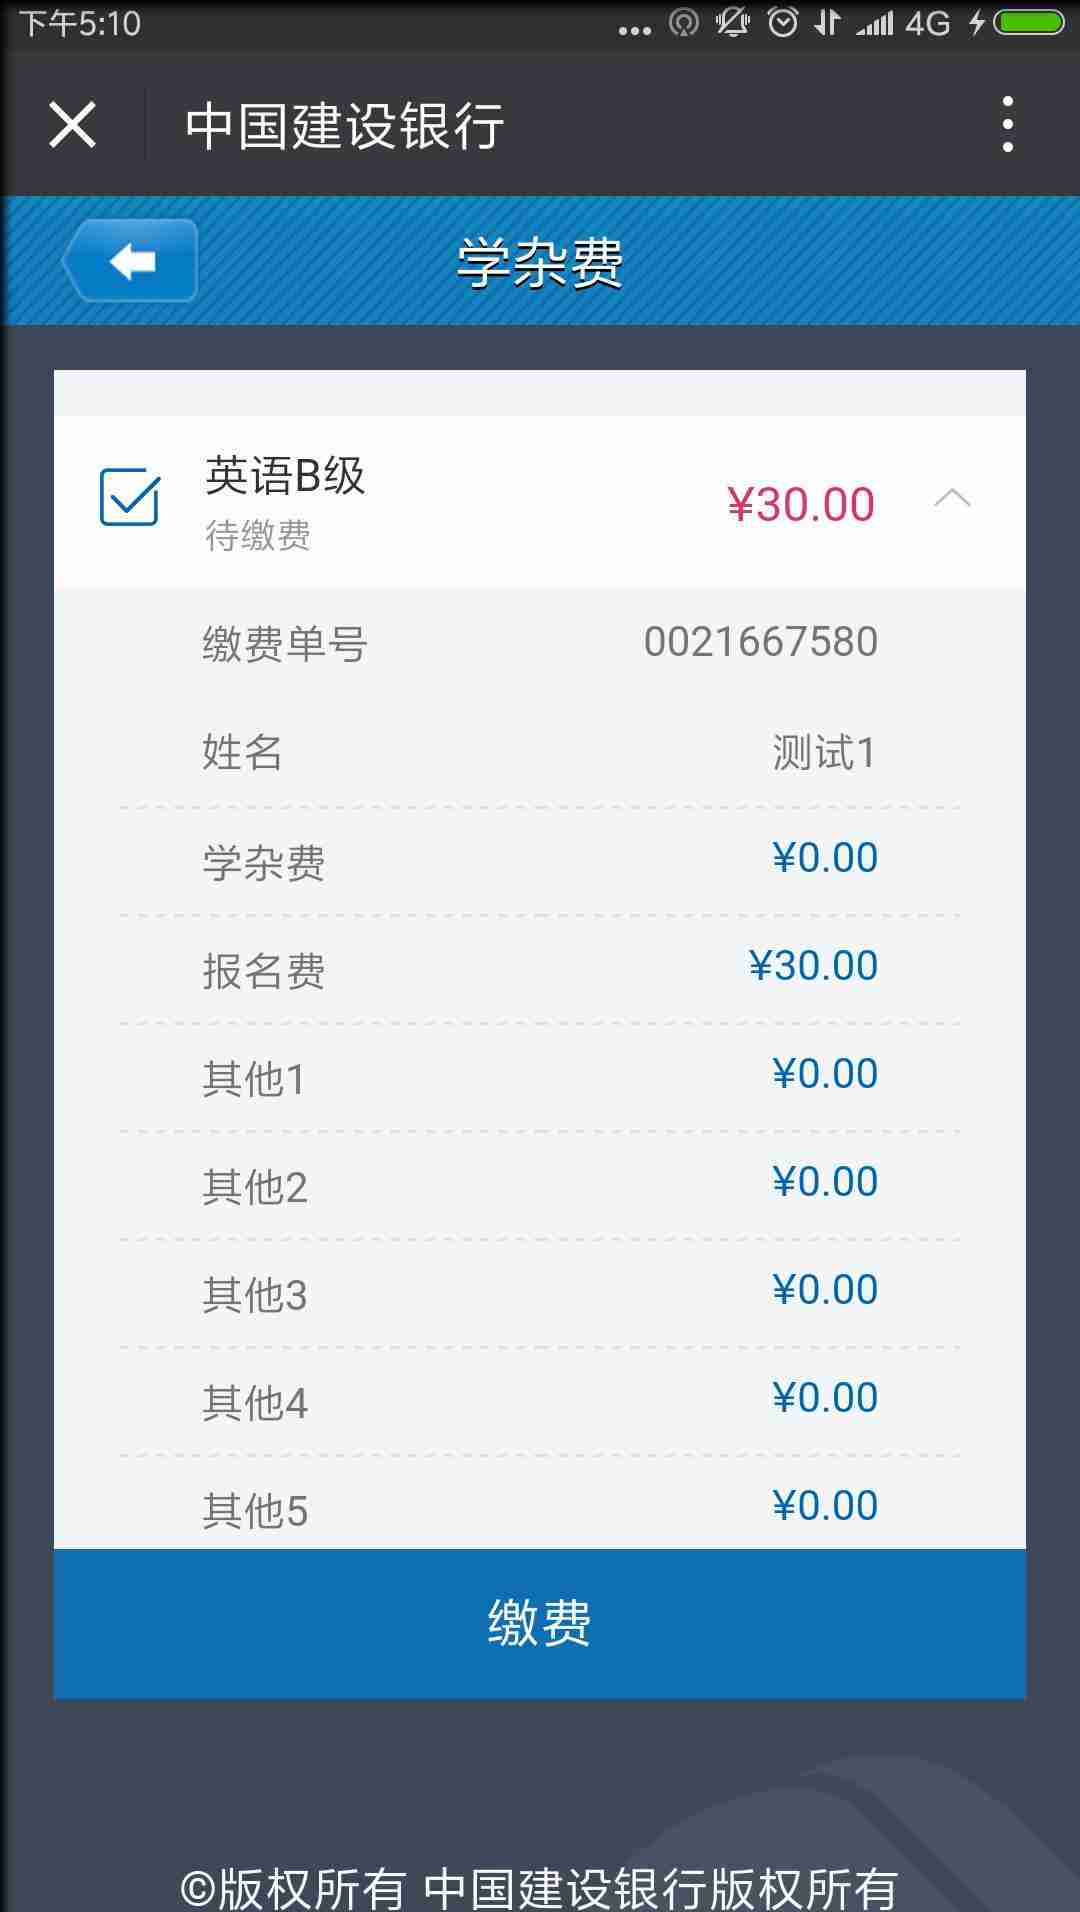 下午5:10
4G
中国建设银行
学杂费
英语B级
待缴费
¥30.00
缴费单号 0021667580
姓名 测试1
学杂费 ¥0.00
报名费 ¥30.00
其他1 ¥0.00
其他2 ¥0.00
其他3 ¥0.00
其他4 ¥0.00
其他5 ¥0.00
缴费
©版权所有 中国建设银行版权所有